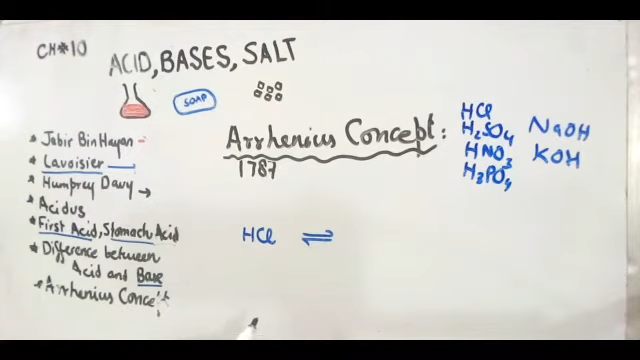 CH#10
ACID, BASES, SALT
SOAP
* Jabir Bin Hayan -
* Lavoisier
* Humprey Davy →
* Acidus
* First Acid, Stomach Acid
* Difference between
Acid and Base
* Arrhenius Concept
Arrhenius Concept:
1787
HCl ⇌
HCl
H₂SO₄
HNO₃
H₃PO₄
NaOH
KOH